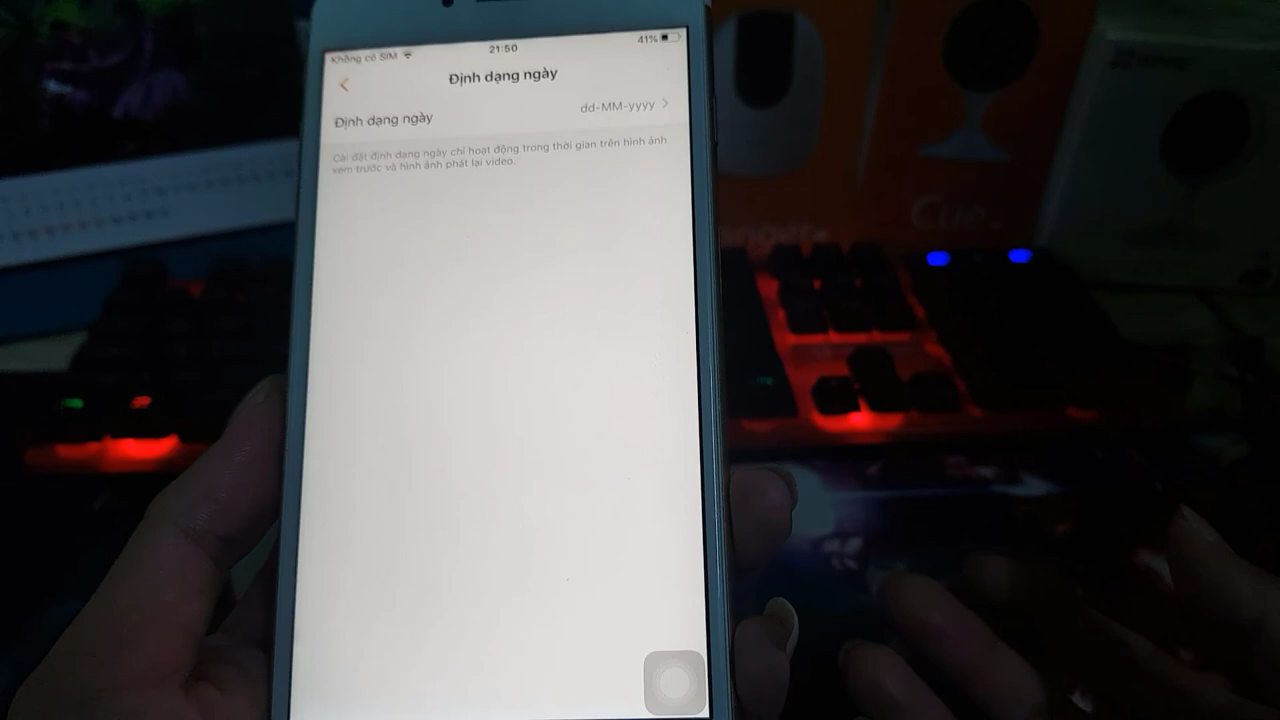 Không có SIM
21:50
41%
Định dạng ngày
Định dạng ngày
dd-MM-yyyy
Cài đặt định dạng ngày chỉ hoạt động trong thời gian trên hình ảnh
xem trước và hình ảnh phát lại video.
Cue